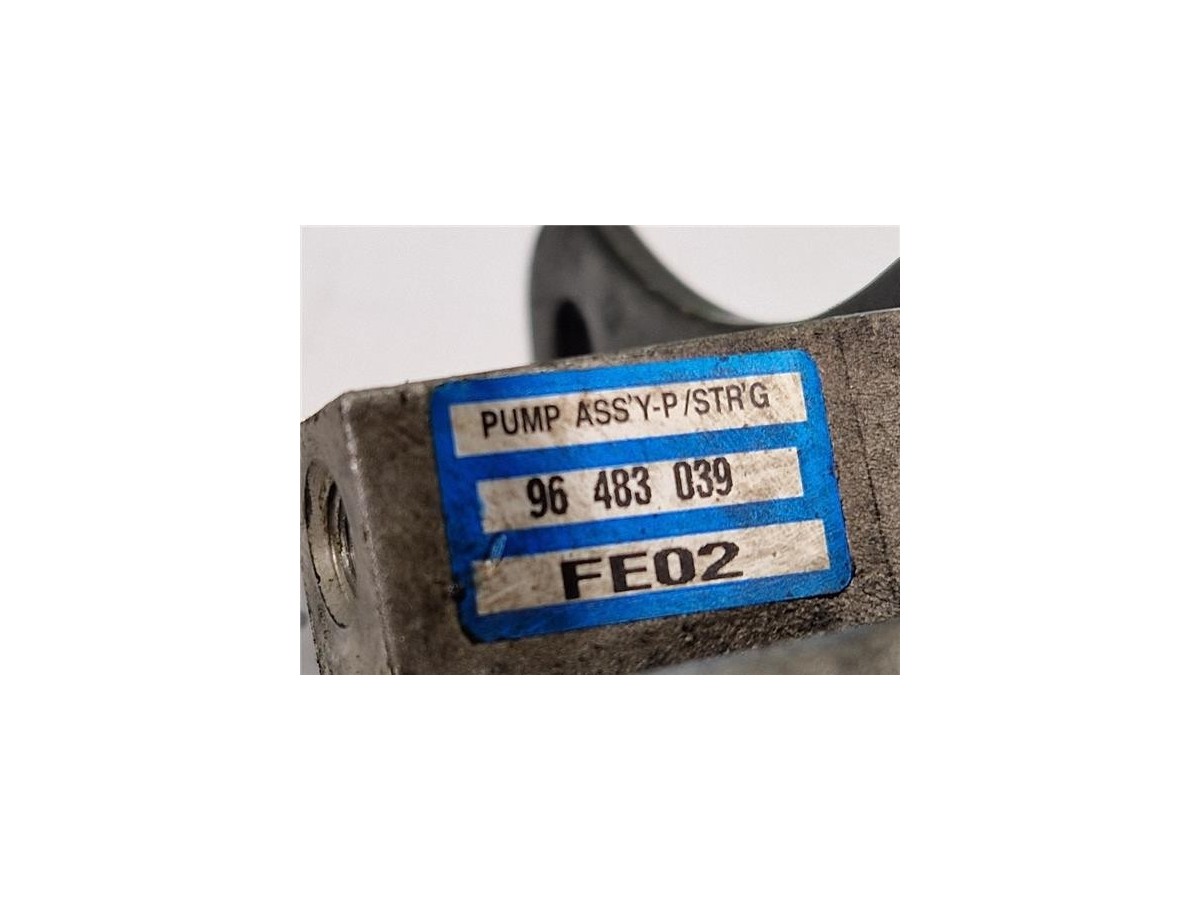 PUMP ASS'Y-P/STR'G
96 483 039
FE02